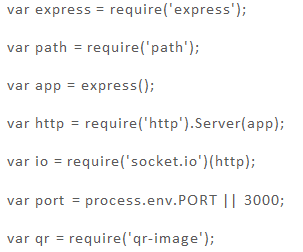 var express = require('express');
var path = require('path');
var app = express();
var http = require('http').Server(app);
var io = require('socket.io')(http);
var port = process.env.PORT || 3000;
var qr = require('qr-image');